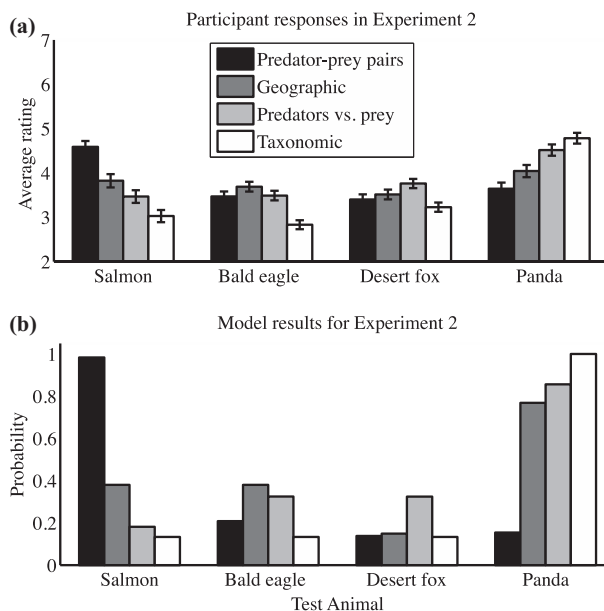 (a)
Participant responses in Experiment 2
Predator-prey pairs
Geographic
Predators vs. prey
Taxonomic
Average rating
7
6
5
4
3
2
Salmon Bald eagle Desert fox Panda
(b)
Model results for Experiment 2
Probability
1
0.8
0.6
0.4
0.2
0
Salmon Bald eagle Desert fox Panda
Test Animal